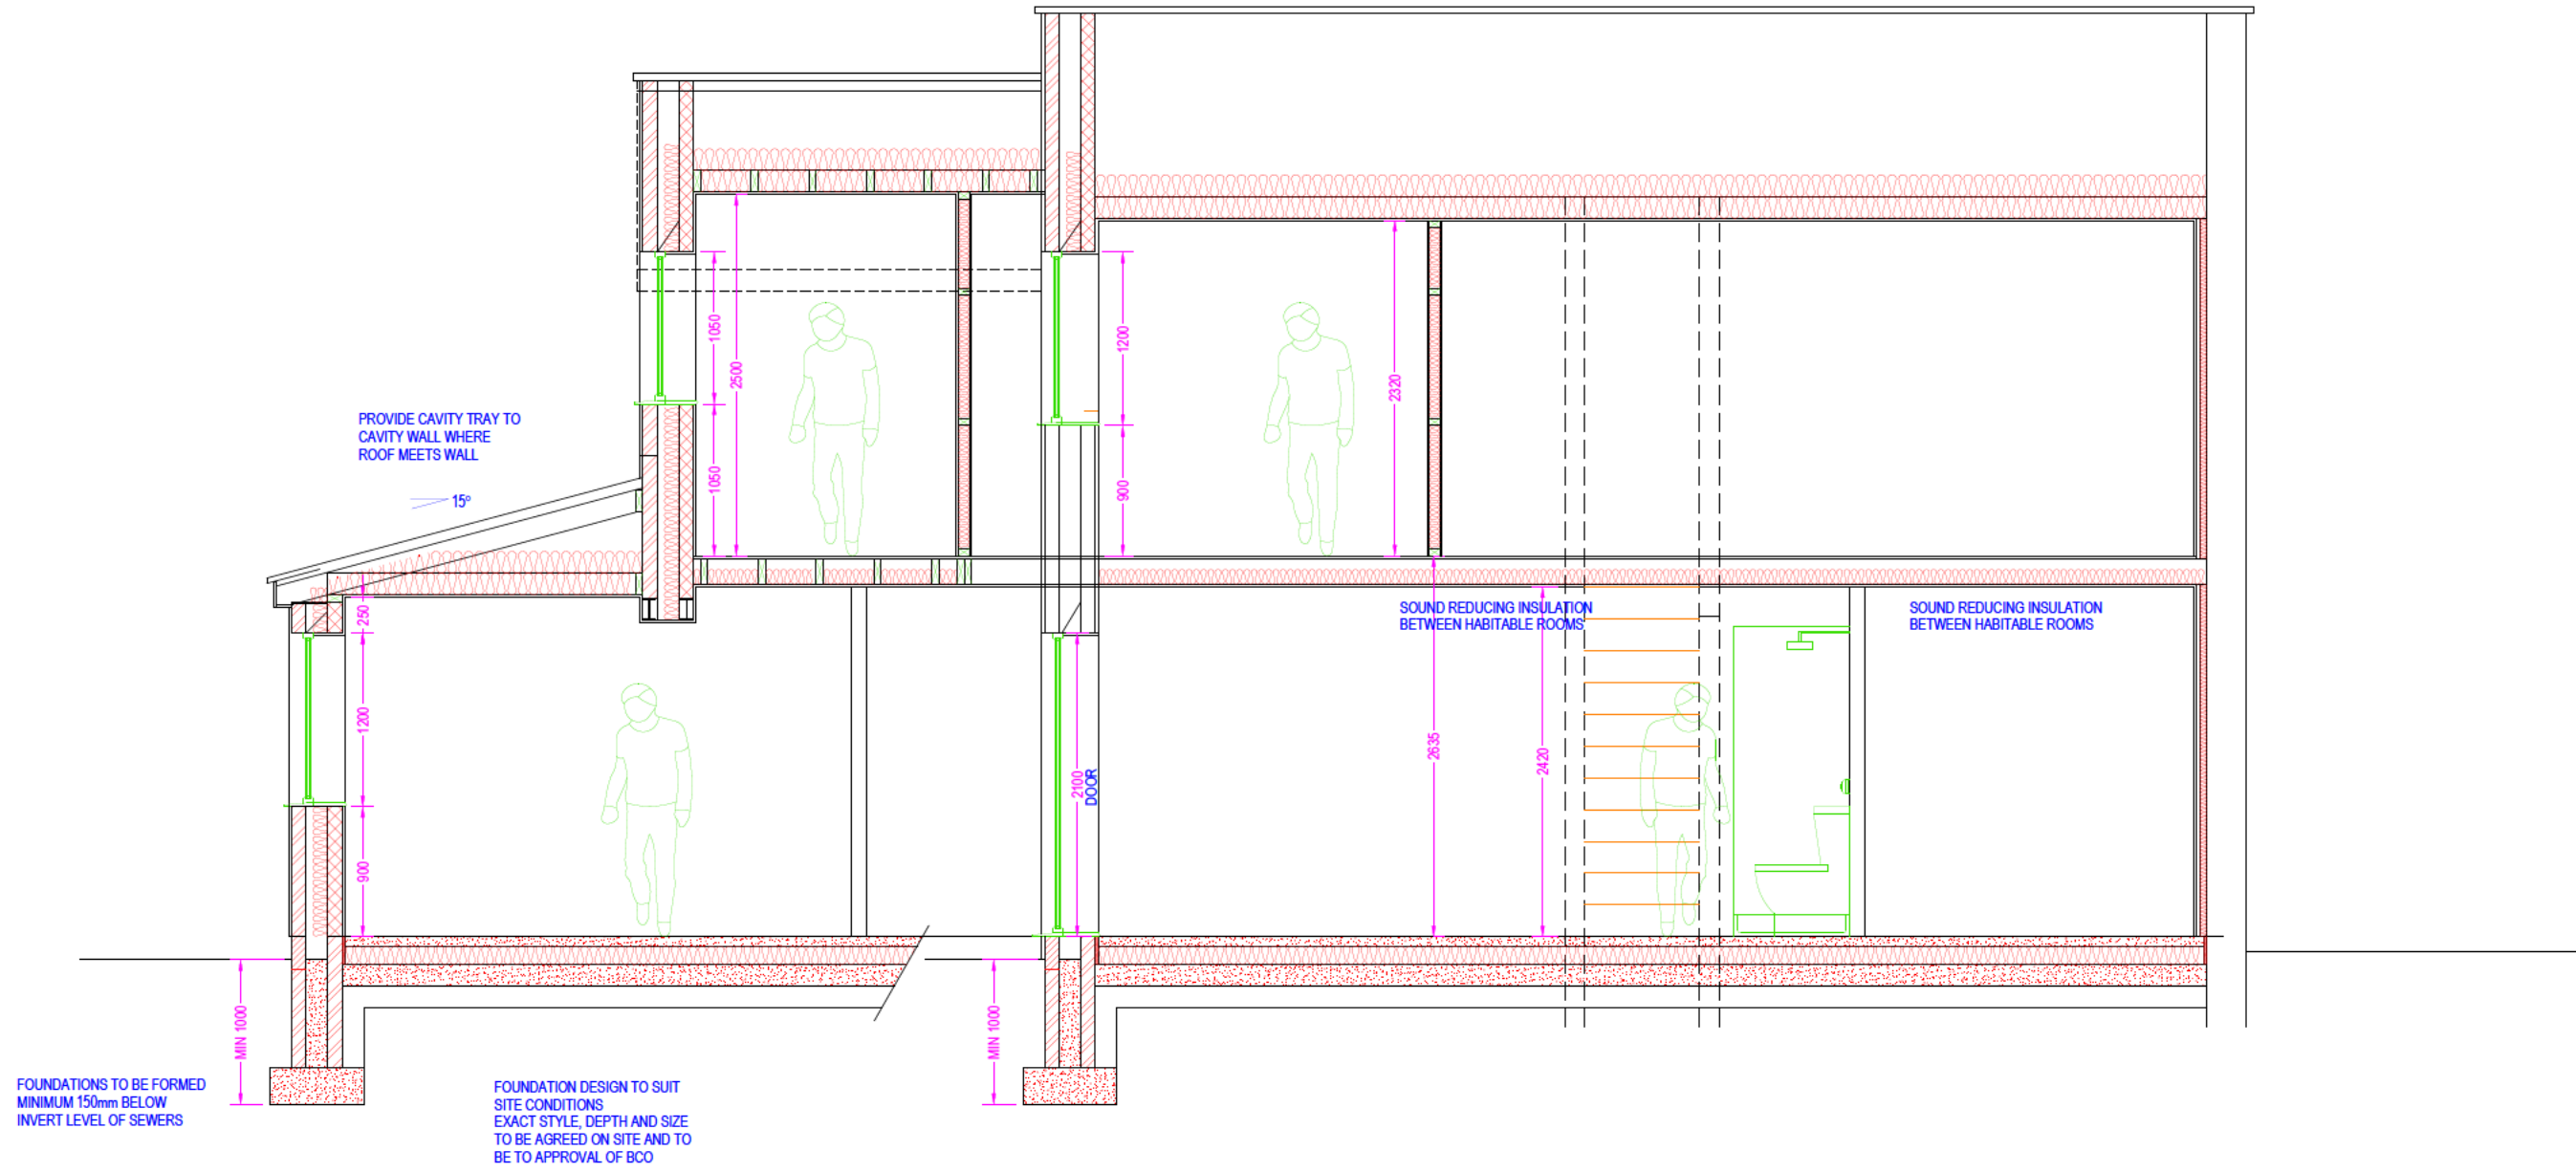 PROVIDE CAVITY TRAY TO
CAVITY WALL WHERE
ROOF MEETS WALL
15º
1050
2500
1050
1200
900
2320
250
1200
900
SOUND REDUCING INSULATION
BETWEEN HABITABLE ROOMS
SOUND REDUCING INSULATION
BETWEEN HABITABLE ROOMS
2100
DOOR
2635
2420
MIN 1000
MIN 1000
FOUNDATIONS TO BE FORMED
MINIMUM 150mm BELOW
INVERT LEVEL OF SEWERS
FOUNDATION DESIGN TO SUIT
SITE CONDITIONS
EXACT STYLE, DEPTH AND SIZE
TO BE AGREED ON SITE AND TO
BE TO APPROVAL OF BCO